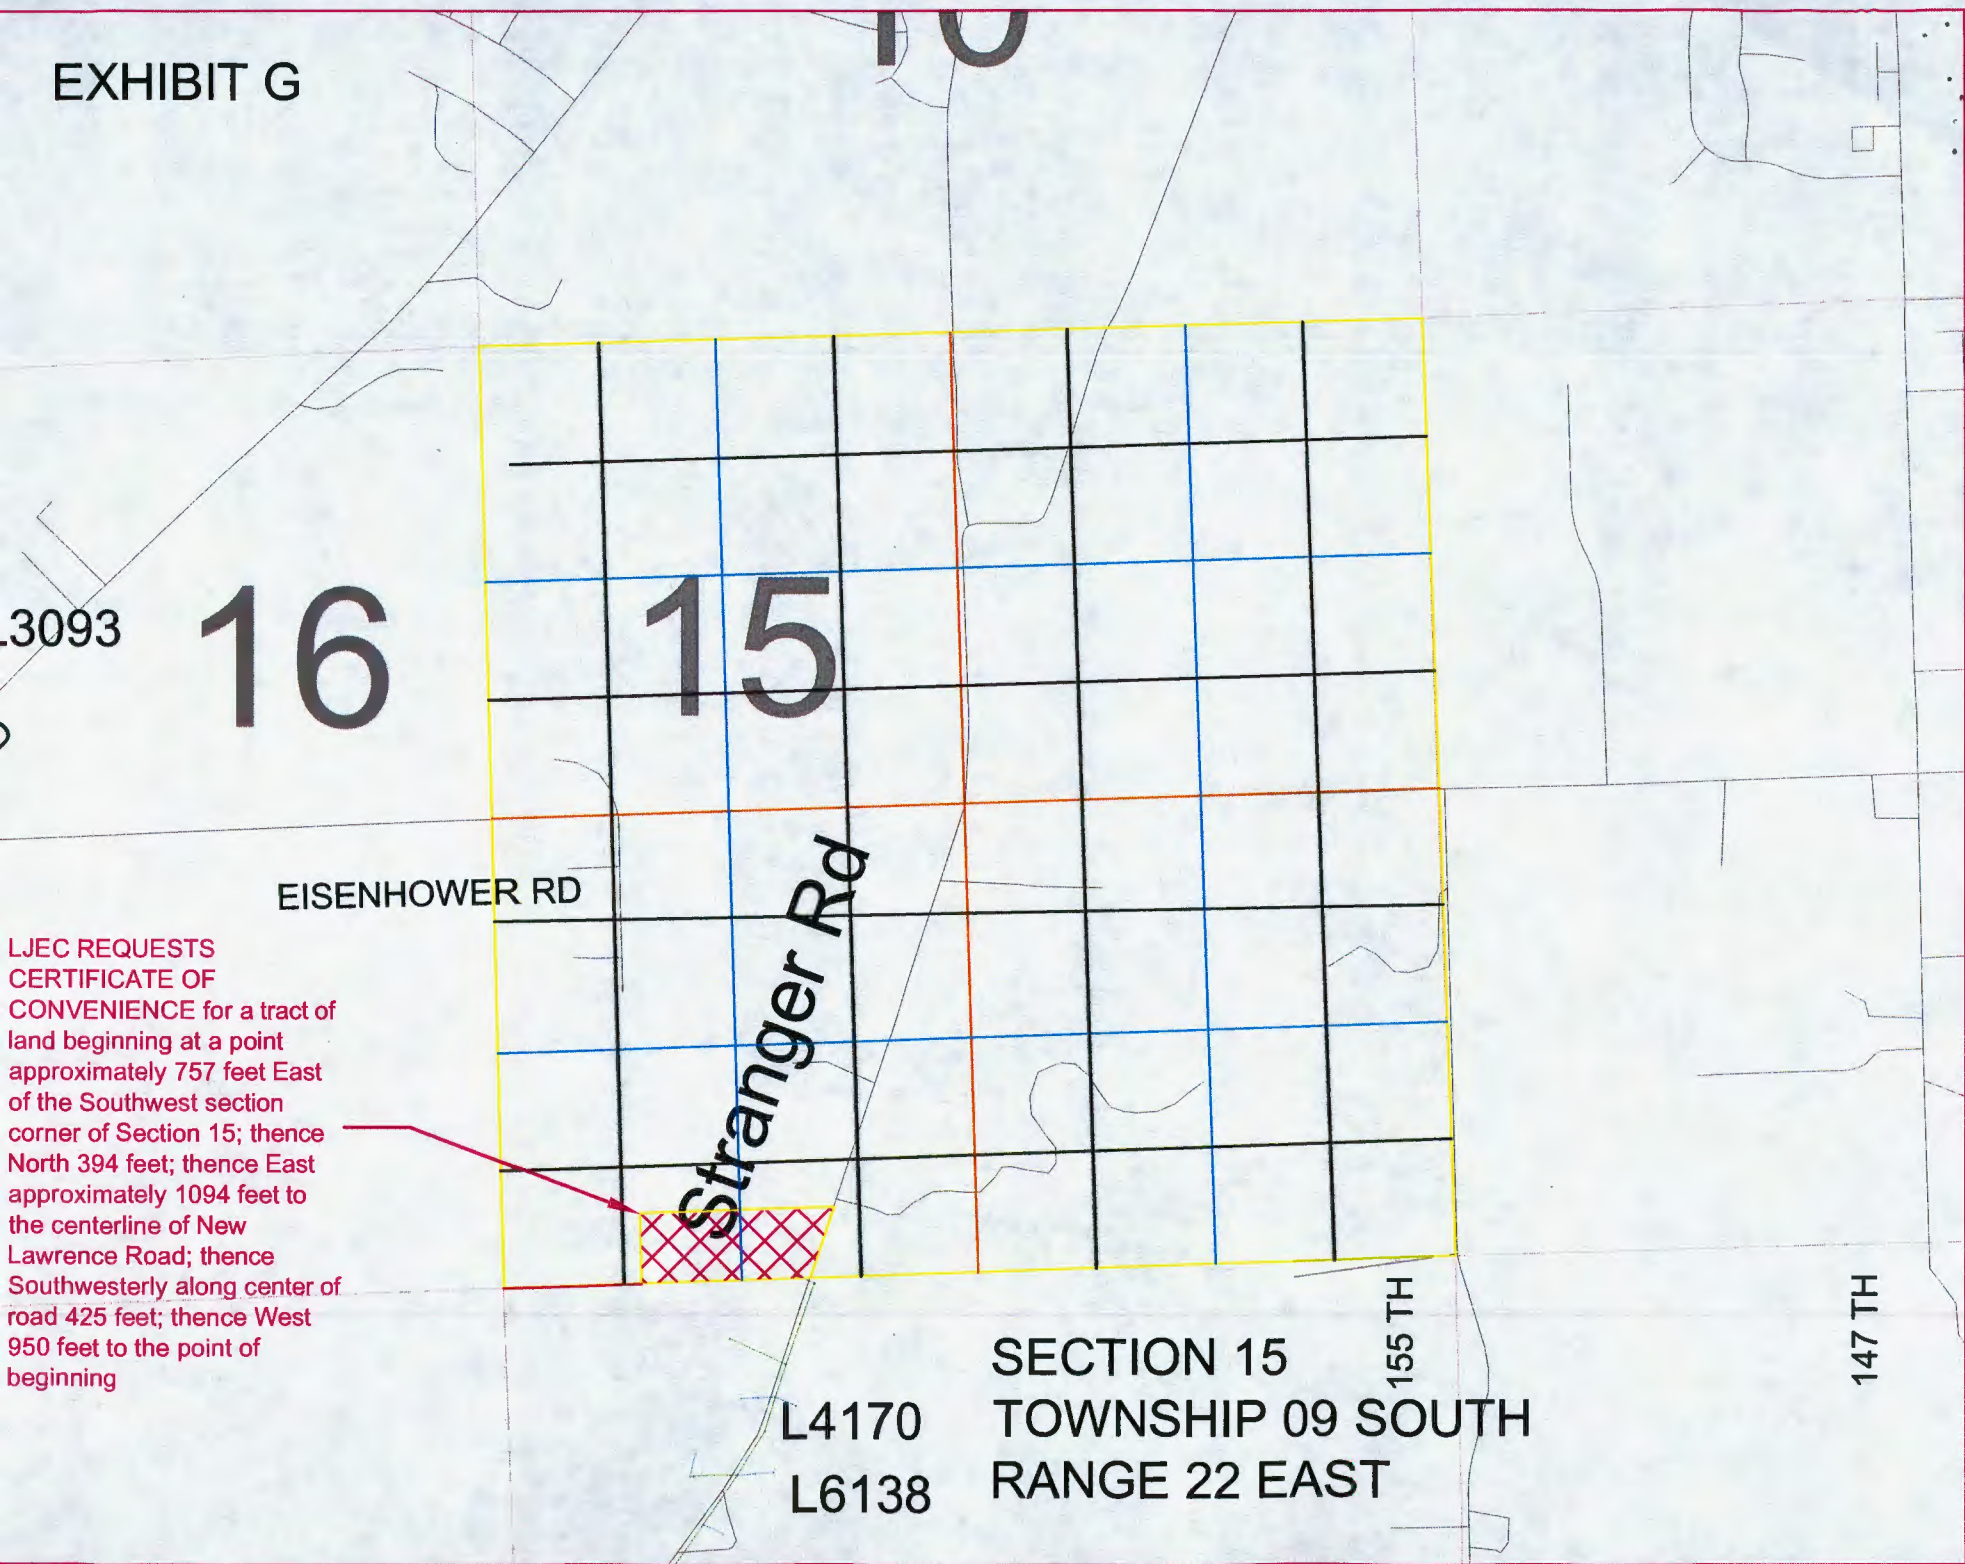 10
EXHIBIT G
16
15
L3093
EISENHOWER RD
Stranger Rd
LJEC REQUESTS
CERTIFICATE OF
CONVENIENCE for a tract of
land beginning at a point
approximately 757 feet East
of the Southwest section
corner of Section 15; thence
North 394 feet; thence East
approximately 1094 feet to
the centerline of New
Lawrence Road; thence
Southwesterly along center of
road 425 feet; thence West
950 feet to the point of
beginning
155 TH
147 TH
SECTION 15
TOWNSHIP 09 SOUTH
RANGE 22 EAST
L4170
L6138